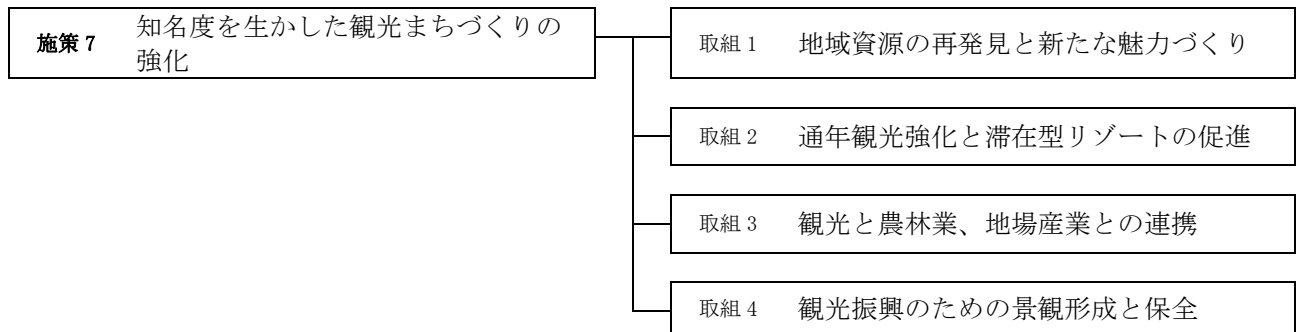 施策 7 知名度を生かした観光まちづくりの
強化
取組 1 地域資源の再発見と新たな魅力づくり
取組 2 通年観光強化と滞在型リゾートの促進
取組 3 観光と農林業、地場産業との連携
取組 4 観光振興のための景観形成と保全